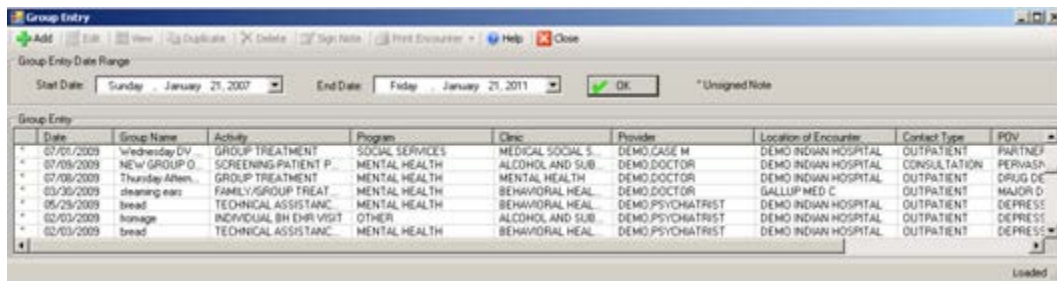 Group Entry
Add Edit View Duplicate Delete Sign Note Print Encounter Help Close
Group Entry Date Range
Start Date: Sunday , January 21, 2007 End Date: Friday , January 21, 2011 OK * Unsigned Note
Group Entry
Date Group Name Activity Program Clinic Provider Location of Encounter Contact Type POV
* 07/01/2009 Wednesday DV ... GROUP TREATMENT SOCIAL SERVICES MEDICAL SOCIAL S... DEMO,CASE M DEMO INDIAN HOSPITAL OUTPATIENT PARTNER
* 07/09/2009 NEW GROUP O... SCREENING-PATIENT P... MENTAL HEALTH ALCOHOL AND SUB... DEMO,DOCTOR DEMO INDIAN HOSPITAL CONSULTATION PERVASIV
* 07/08/2009 Thursday Aftern... GROUP TREATMENT MENTAL HEALTH MENTAL HEALTH DEMO,DOCTOR DEMO INDIAN HOSPITAL OUTPATIENT DRUG DE
* 03/30/2009 cleaning ears FAMILY/GROUP TREAT... MENTAL HEALTH BEHAVIORAL HEAL... DEMO,DOCTOR GALLUP MED C OUTPATIENT MAJOR D
* 05/29/2009 bread TECHNICAL ASSISTANC... MENTAL HEALTH BEHAVIORAL HEAL... DEMO,PSYCHIATRIST DEMO INDIAN HOSPITAL OUTPATIENT DEPRESS
* 02/03/2009 homage INDIVIDUAL BH EHR VISIT OTHER ALCOHOL AND SUB... DEMO,PSYCHIATRIST DEMO INDIAN HOSPITAL OUTPATIENT DEPRESS
* 02/03/2009 bread TECHNICAL ASSISTANC... MENTAL HEALTH BEHAVIORAL HEAL... DEMO,PSYCHIATRIST DEMO INDIAN HOSPITAL OUTPATIENT DEPRESS
Loaded